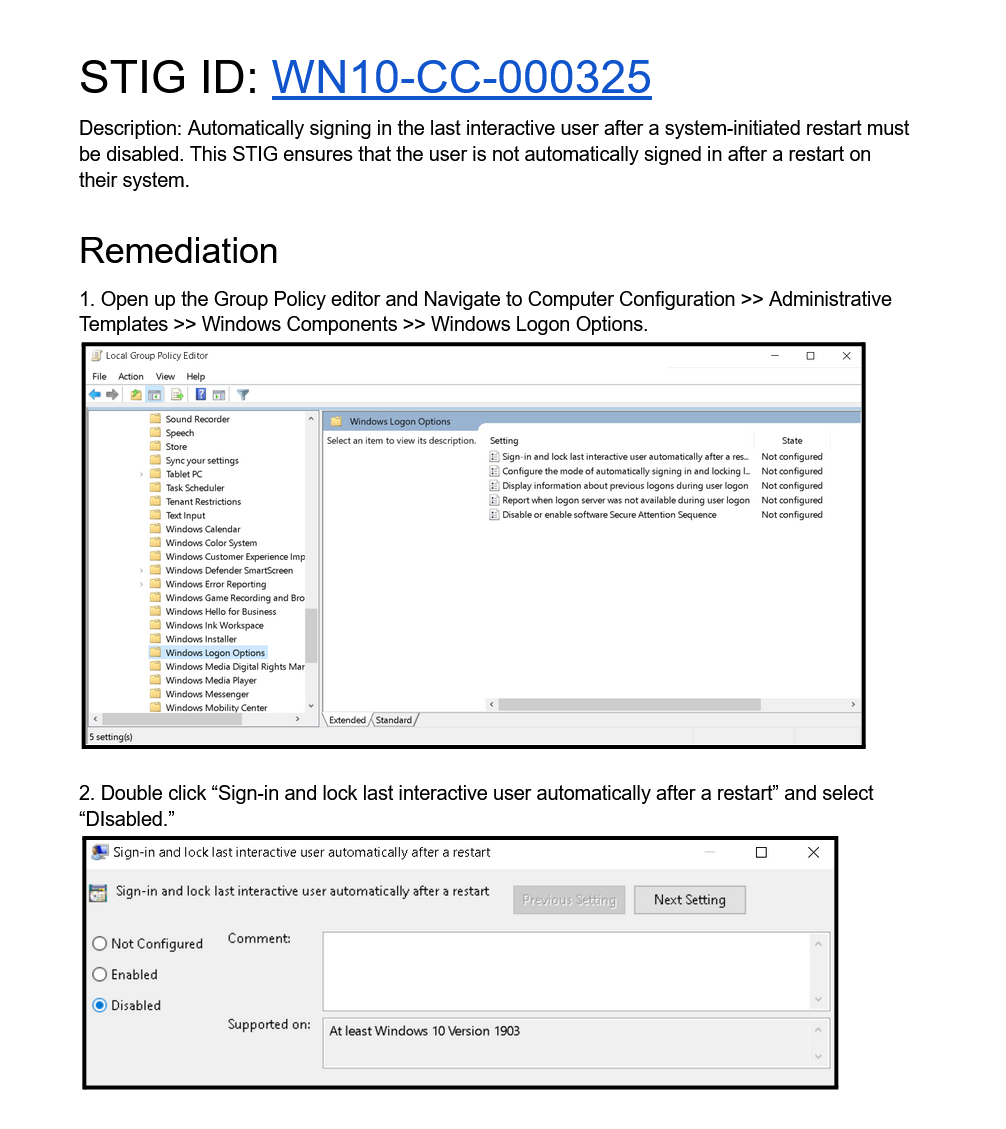 STIG ID: WN10-CC-000325
Description: Automatically signing in the last interactive user after a system-initiated restart must
be disabled. This STIG ensures that the user is not automatically signed in after a restart on
their system.
Remediation
1. Open up the Group Policy editor and Navigate to Computer Configuration >> Administrative
Templates >> Windows Components >> Windows Logon Options.
Local Group Policy Editor
File Action View Help
Sound Recorder
Speech
Store
Sync your settings
Tablet PC
Task Scheduler
Tenant Restrictions
Text Input
Windows Calendar
Windows Color System
Windows Customer Experience Imp
Windows Defender SmartScreen
Windows Error Reporting
Windows Game Recording and Bro
Windows Hello for Business
Windows Ink Workspace
Windows Installer
Windows Logon Options
Windows Media Digital Rights Mar
Windows Media Player
Windows Messenger
Windows Mobility Center
Windows Logon Options
Select an item to view its description.
Setting State
Sign-in and lock last interactive user automatically after a res... Not configured
Configure the mode of automatically signing in and locking l... Not configured
Display information about previous logons during user logon Not configured
Report when logon server was not available during user logon Not configured
Disable or enable software Secure Attention Sequence Not configured
Extended Standard
5 setting(s)
2. Double click “Sign-in and lock last interactive user automatically after a restart” and select
“DIsabled.”
Sign-in and lock last interactive user automatically after a restart
Sign-in and lock last interactive user automatically after a restart
Previous Setting Next Setting
Not Configured
Enabled
Disabled
Comment:
Supported on:
At least Windows 10 Version 1903